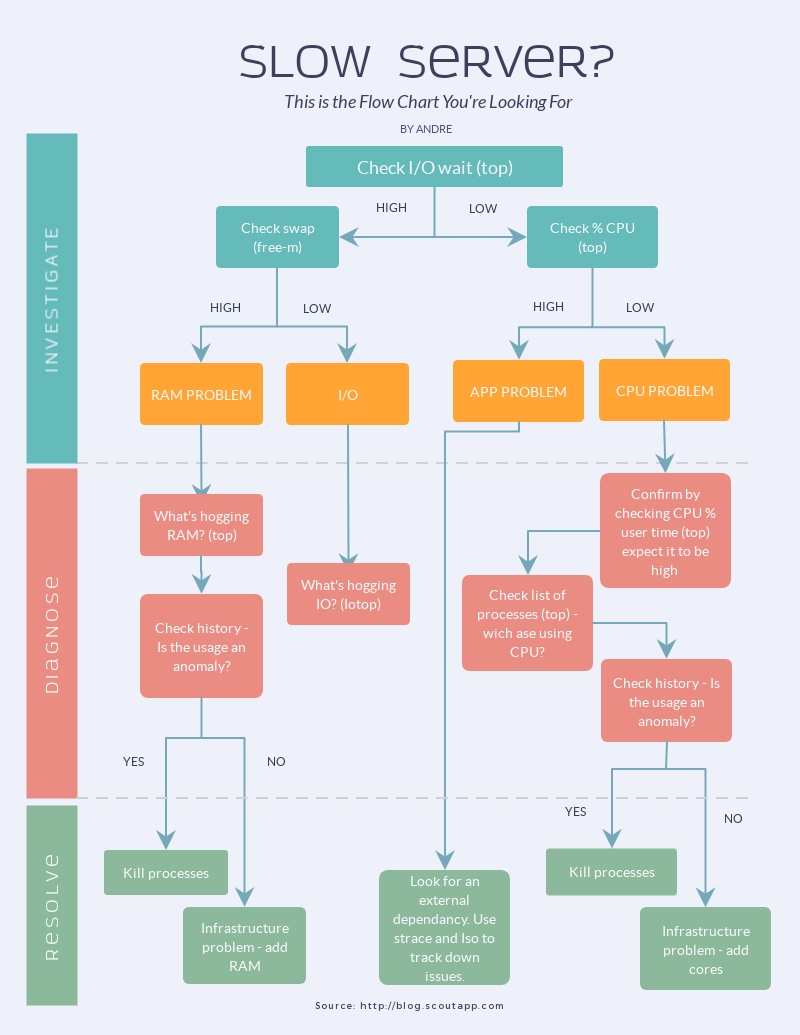 SLOW SERVER?
This is the Flow Chart You're Looking For
BY ANDRE
INVESTIGATE
Check I/O wait (top)
HIGH
LOW
Check swap
(free-m)
Check % CPU
(top)
HIGH
LOW
HIGH
LOW
RAM PROBLEM
I/O
APP PROBLEM
CPU PROBLEM
DIAGNOSE
What's hogging
RAM? (top)
Confirm by
checking CPU %
user time (top)
expect it to be
high
What's hogging
IO? (Iotop)
Check list of
processes (top) -
wich ase using
CPU?
Check history -
Is the usage an
anomaly?
Check history - Is
the usage an
anomaly?
YES
NO
YES
NO
RESOLVE
Kill processes
Infrastructure
problem - add
RAM
Look for an
external
dependancy. Use
strace and Iso to
track down
issues.
Kill processes
Infrastructure
problem - add
cores
Source: http://blog.scoutapp.com